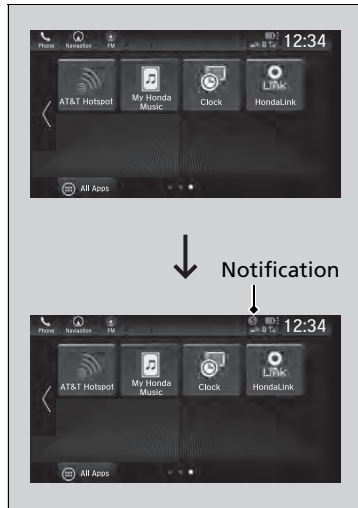 Phone Navigation FM 12:34
AT&T Hotspot My Honda Music Clock HondaLink
All Apps
Notification
Phone Navigation FM 12:34
AT&T Hotspot My Honda Music Clock HondaLink
All Apps